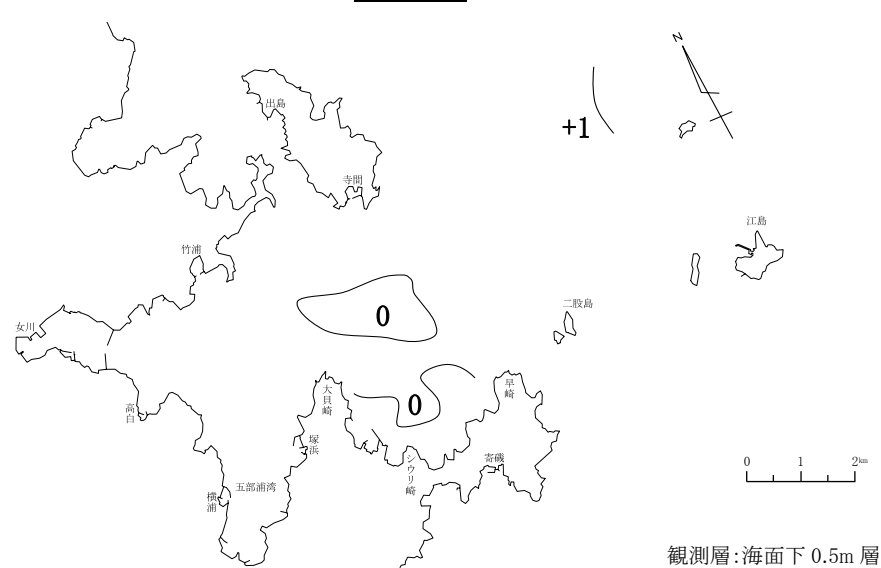 N
出島
+1
寺間
江島
竹浦
二股島
0
女川
大貝崎
早崎
0
高白
塚浜
シウリ崎
寄磯
0 1 2km
五部浦湾
横浦
観測層:海面下 0.5m 層